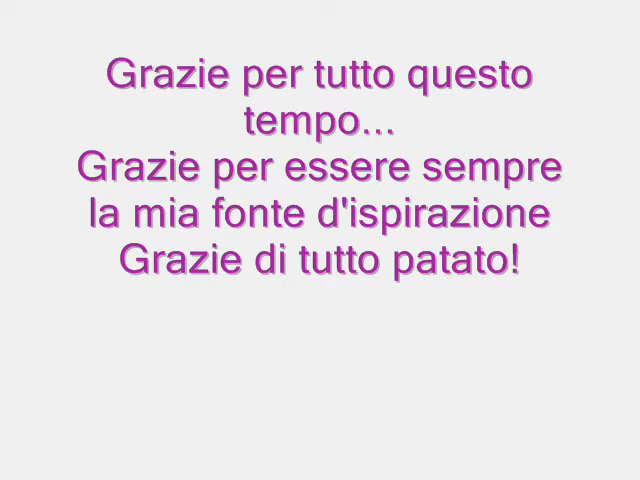 Grazie per tutto questo
tempo...
Grazie per essere sempre
la mia fonte d'ispirazione
Grazie di tutto patato!